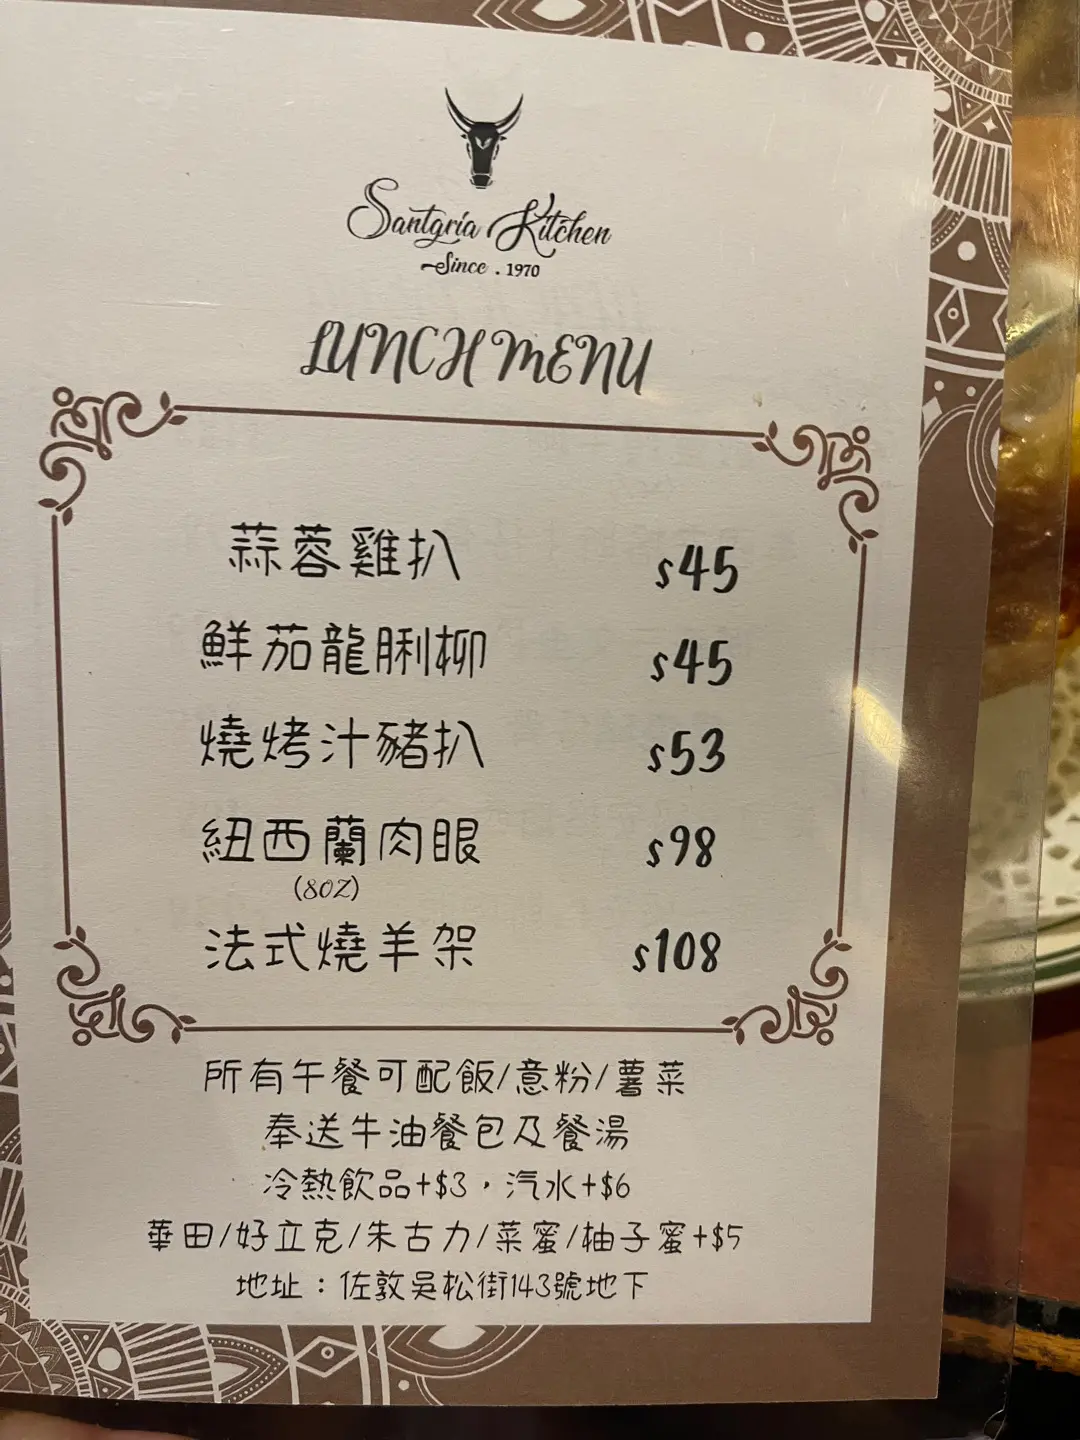 Santgria Kitchen
Since . 1970
LUNCH MENU
蒜蓉雞扒 $45
鮮茄龍脷柳 $45
燒烤汁豬扒 $53
紐西蘭肉眼 $98
(8OZ)
法式燒羊架 $108
所有午餐可配飯/意粉/薯菜
奉送牛油餐包及餐湯
冷熱飲品+$3，汽水+$6
華田/好立克/朱古力/菜蜜/柚子蜜+$5
地址：佐敦吳松街143號地下